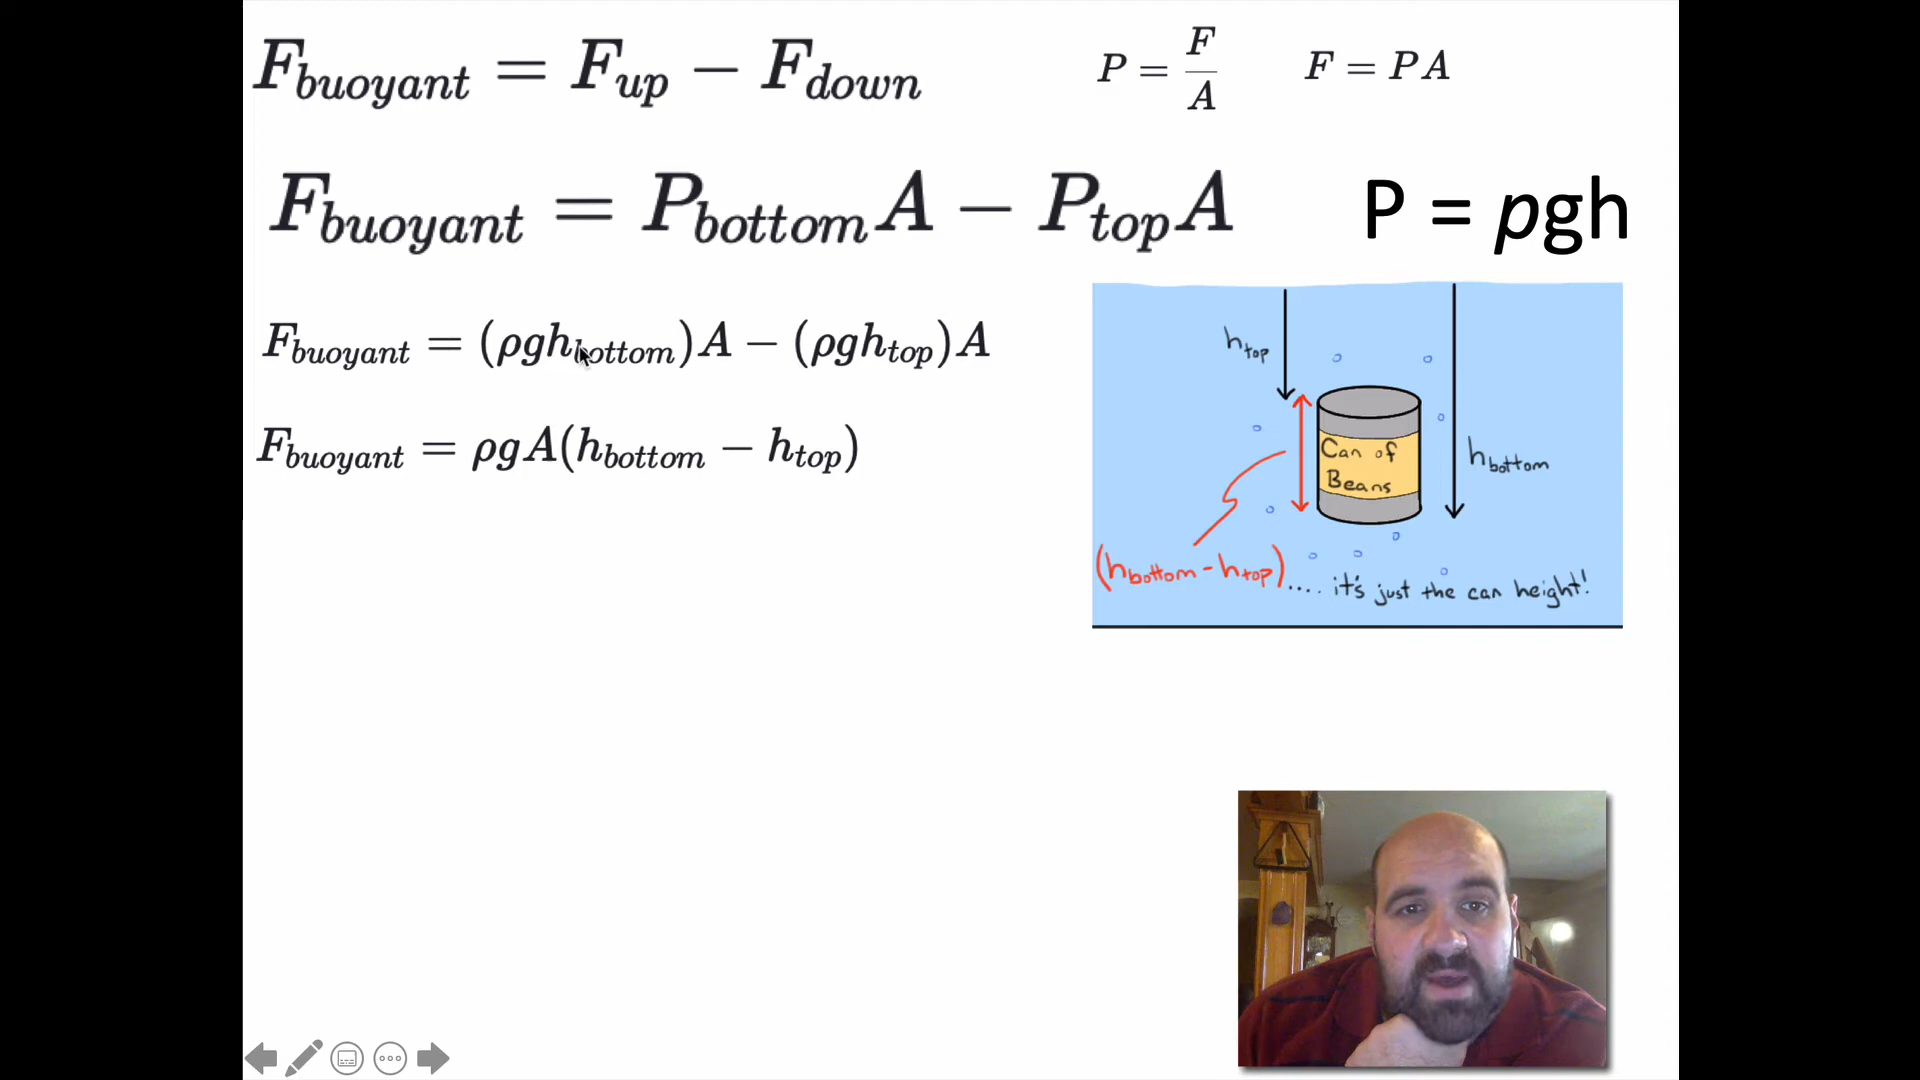 F_buoyant = F_up − F_down
P = F/A
F = PA
F_buoyant = P_bottom A − P_top A
P = pgh
F_buoyant = (ρgh_bottom)A − (ρgh_top)A
F_buoyant = ρgA(h_bottom − h_top)
h_top
Can of
Beans
h_bottom
(h_bottom - h_top).... it's just the can height!